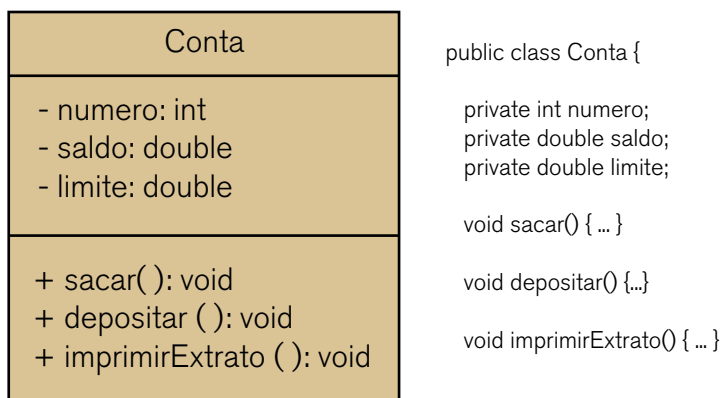 Conta
- numero: int
- saldo: double
- limite: double
+ sacar( ): void
+ depositar ( ): void
+ imprimirExtrato ( ): void
public class Conta {
private int numero;
private double saldo;
private double limite;
void sacar() { ... }
void depositar() {...}
void imprimirExtrato() { ... }